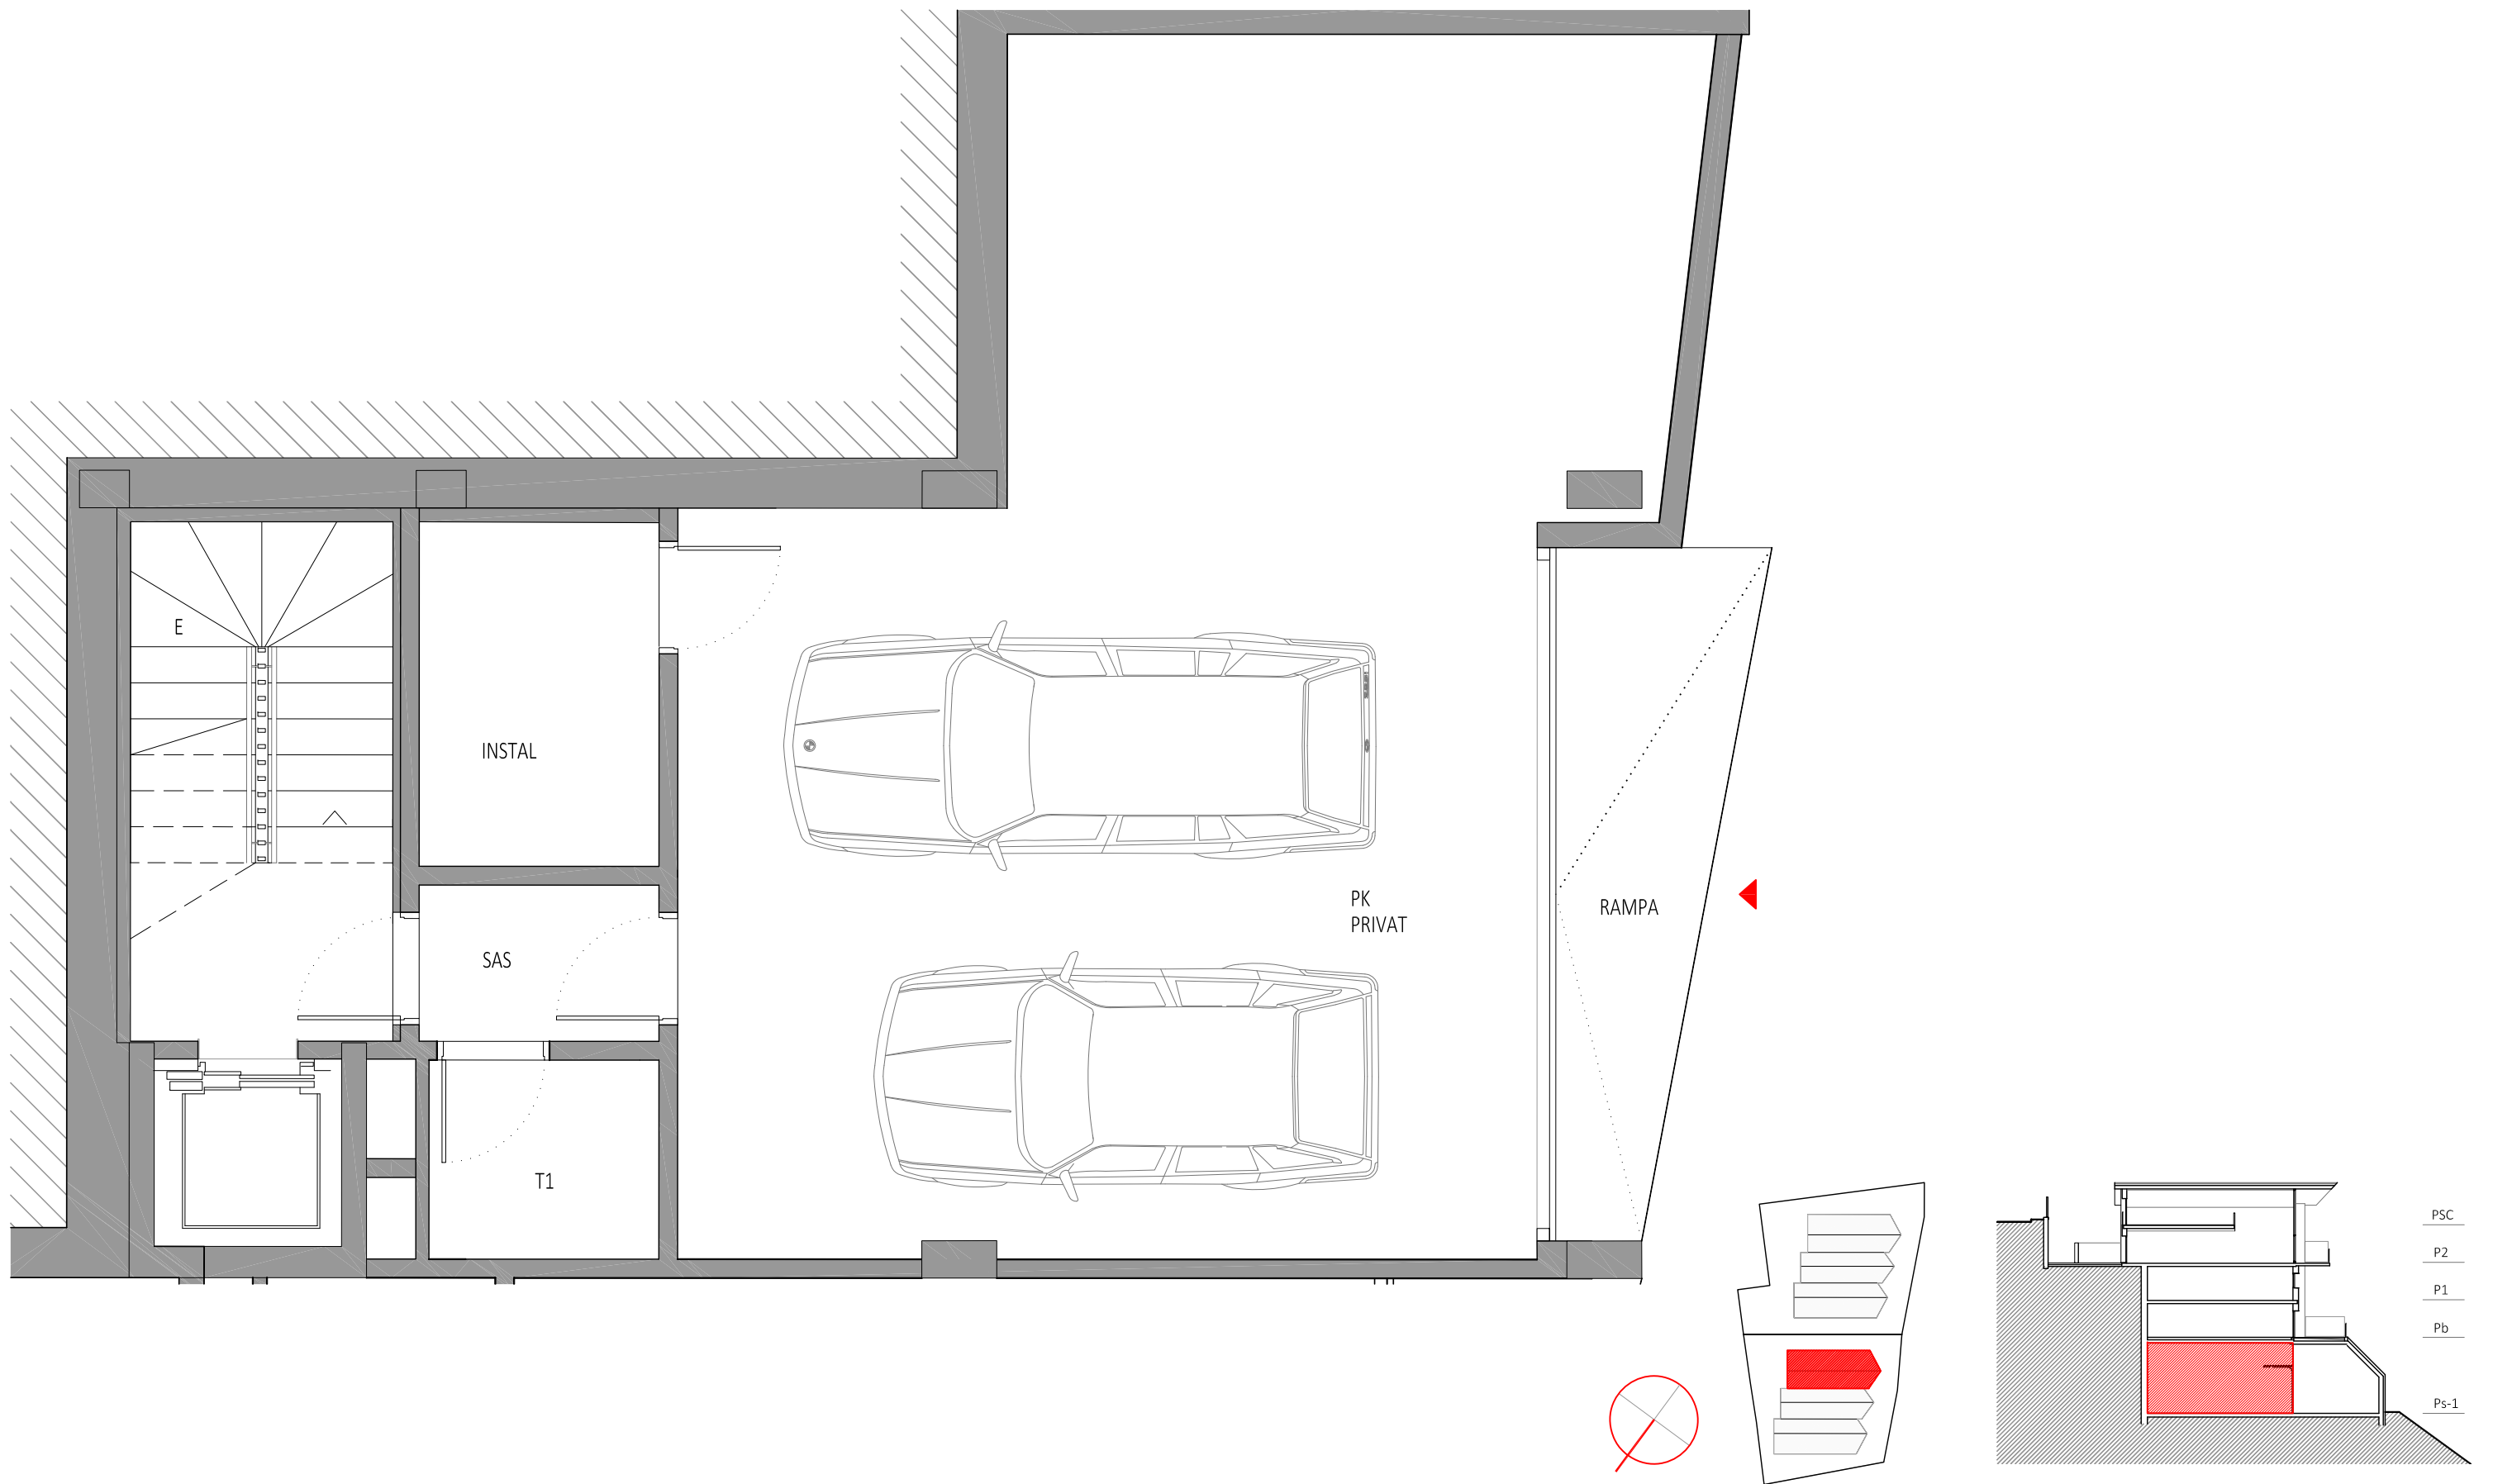 E
INSTAL
PK
PRIVAT
RAMPA
SAS
T1
PSC
P2
P1
Pb
Ps-1